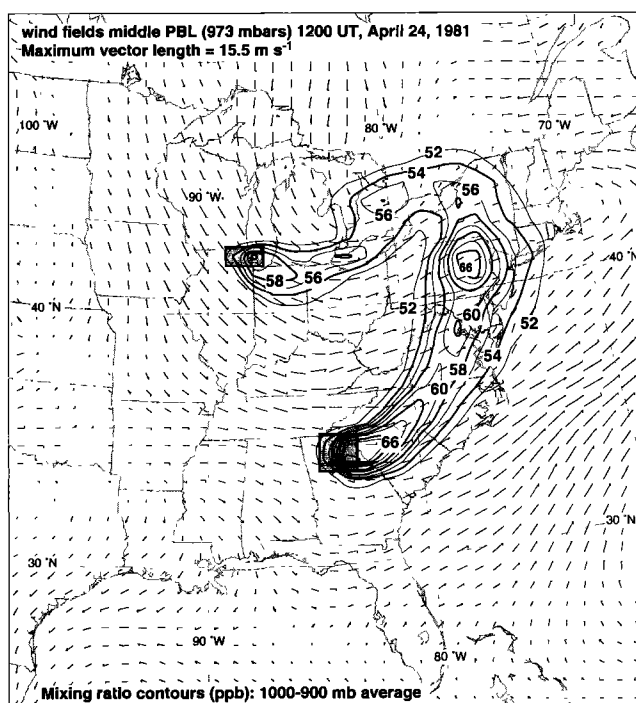 wind fields middle PBL (973 mbars) 1200 UT, April 24, 1981
Maximum vector length = 15.5 m s⁻¹
100 °W
80 °W
70 °W
52
54
56
56
90 °W
66
40 °N
58
56
40 °N
52
60
52
54
58
60
66
30 °N
30 °N
90 °W
80 °W
Mixing ratio contours (ppb): 1000-900 mb average